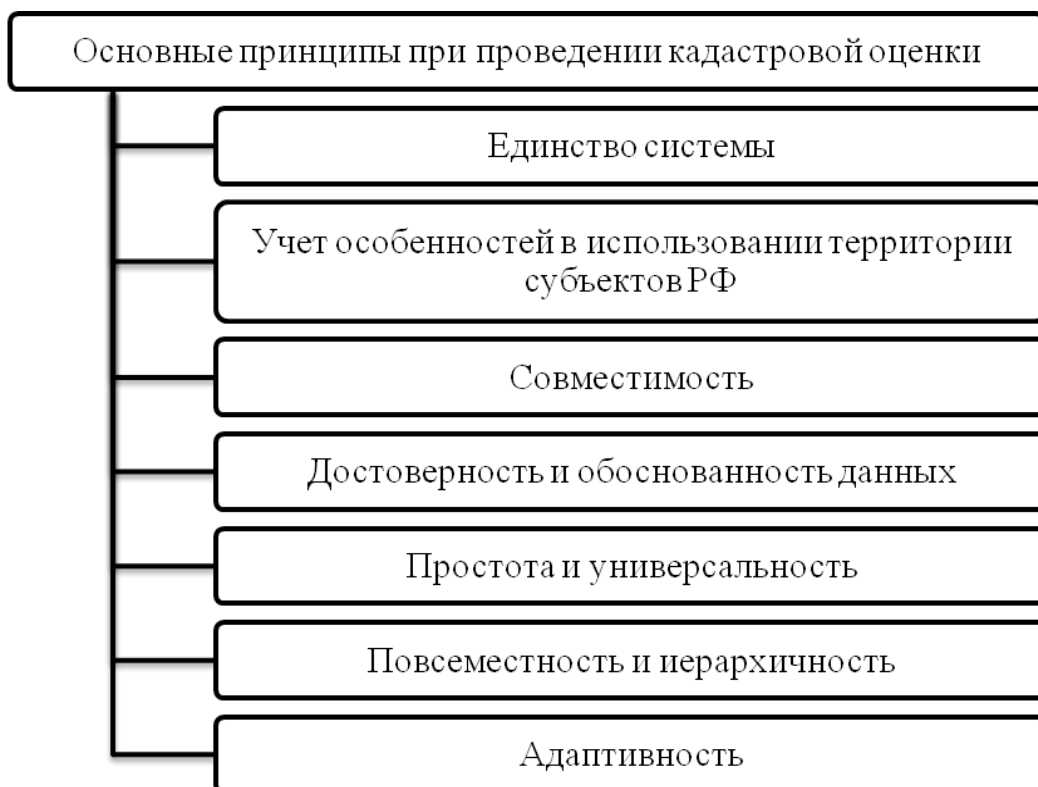 Основные принципы при проведении кадастровой оценки
Единство системы
Учет особенностей в использовании территории
субъектов РФ
Совместимость
Достоверность и обоснованность данных
Простота и универсальность
Повсеместность и иерархичность
Адаптивность